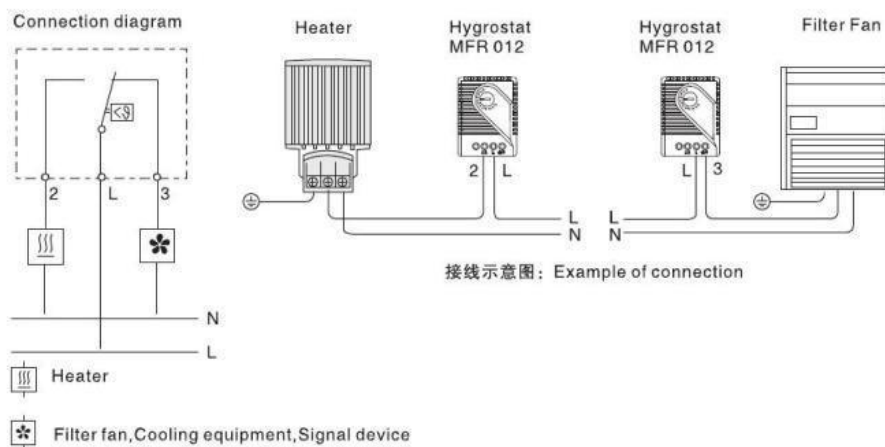 Connection diagram
<ϑ
2
L
3
N
L
Heater
Filter fan,Cooling equipment,Signal device
Heater
Hygrostat
MFR 012
2
L
L
N
Hygrostat
MFR 012
L
3
Filter Fan
L
N
接线示意图：Example of connection